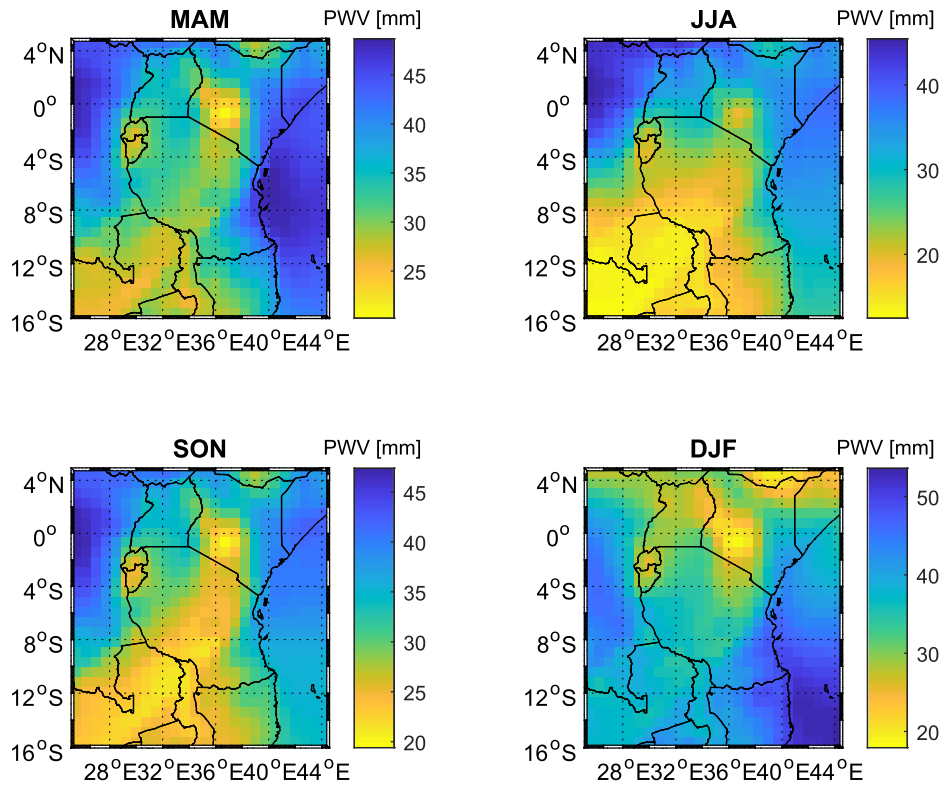 MAM PWV [mm]
4°N
0°
4°S
8°S
12°S
16°S
28°E32°E36°E40°E44°E
45
40
35
30
25
JJA PWV [mm]
4°N
0°
4°S
8°S
12°S
16°S
28°E32°E36°E40°E44°E
40
30
20
SON PWV [mm]
4°N
0°
4°S
8°S
12°S
16°S
28°E32°E36°E40°E44°E
45
40
35
30
25
20
DJF PWV [mm]
4°N
0°
4°S
8°S
12°S
16°S
28°E32°E36°E40°E44°E
50
40
30
20